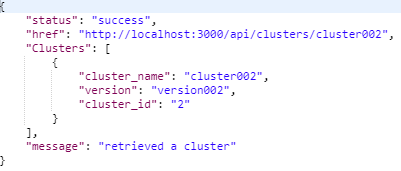 {
"status": "success",
"href": "http://localhost:3000/api/clusters/cluster002",
"Clusters": [
{
"cluster_name": "cluster002",
"version": "version002",
"cluster_id": "2"
}
],
"message": "retrieved a cluster"
}